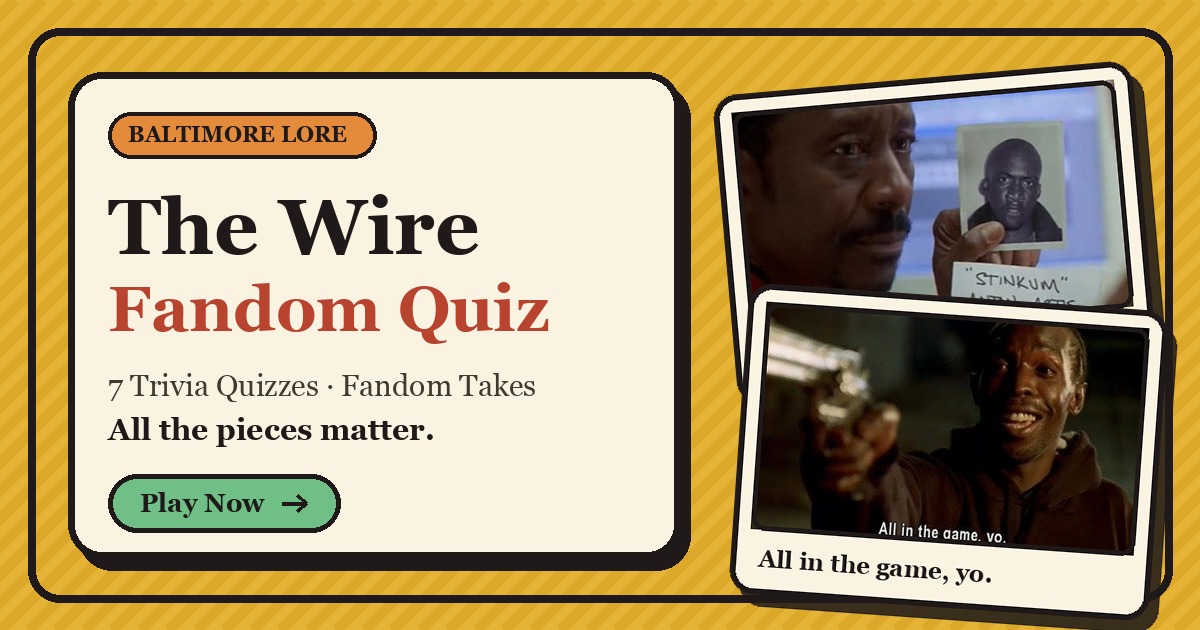 BALTIMORE LORE
The Wire
Fandom Quiz
7 Trivia Quizzes · Fandom Takes
All the pieces matter.
Play Now →
"STINKUM"
All in the game, yo.
All in the game, yo.